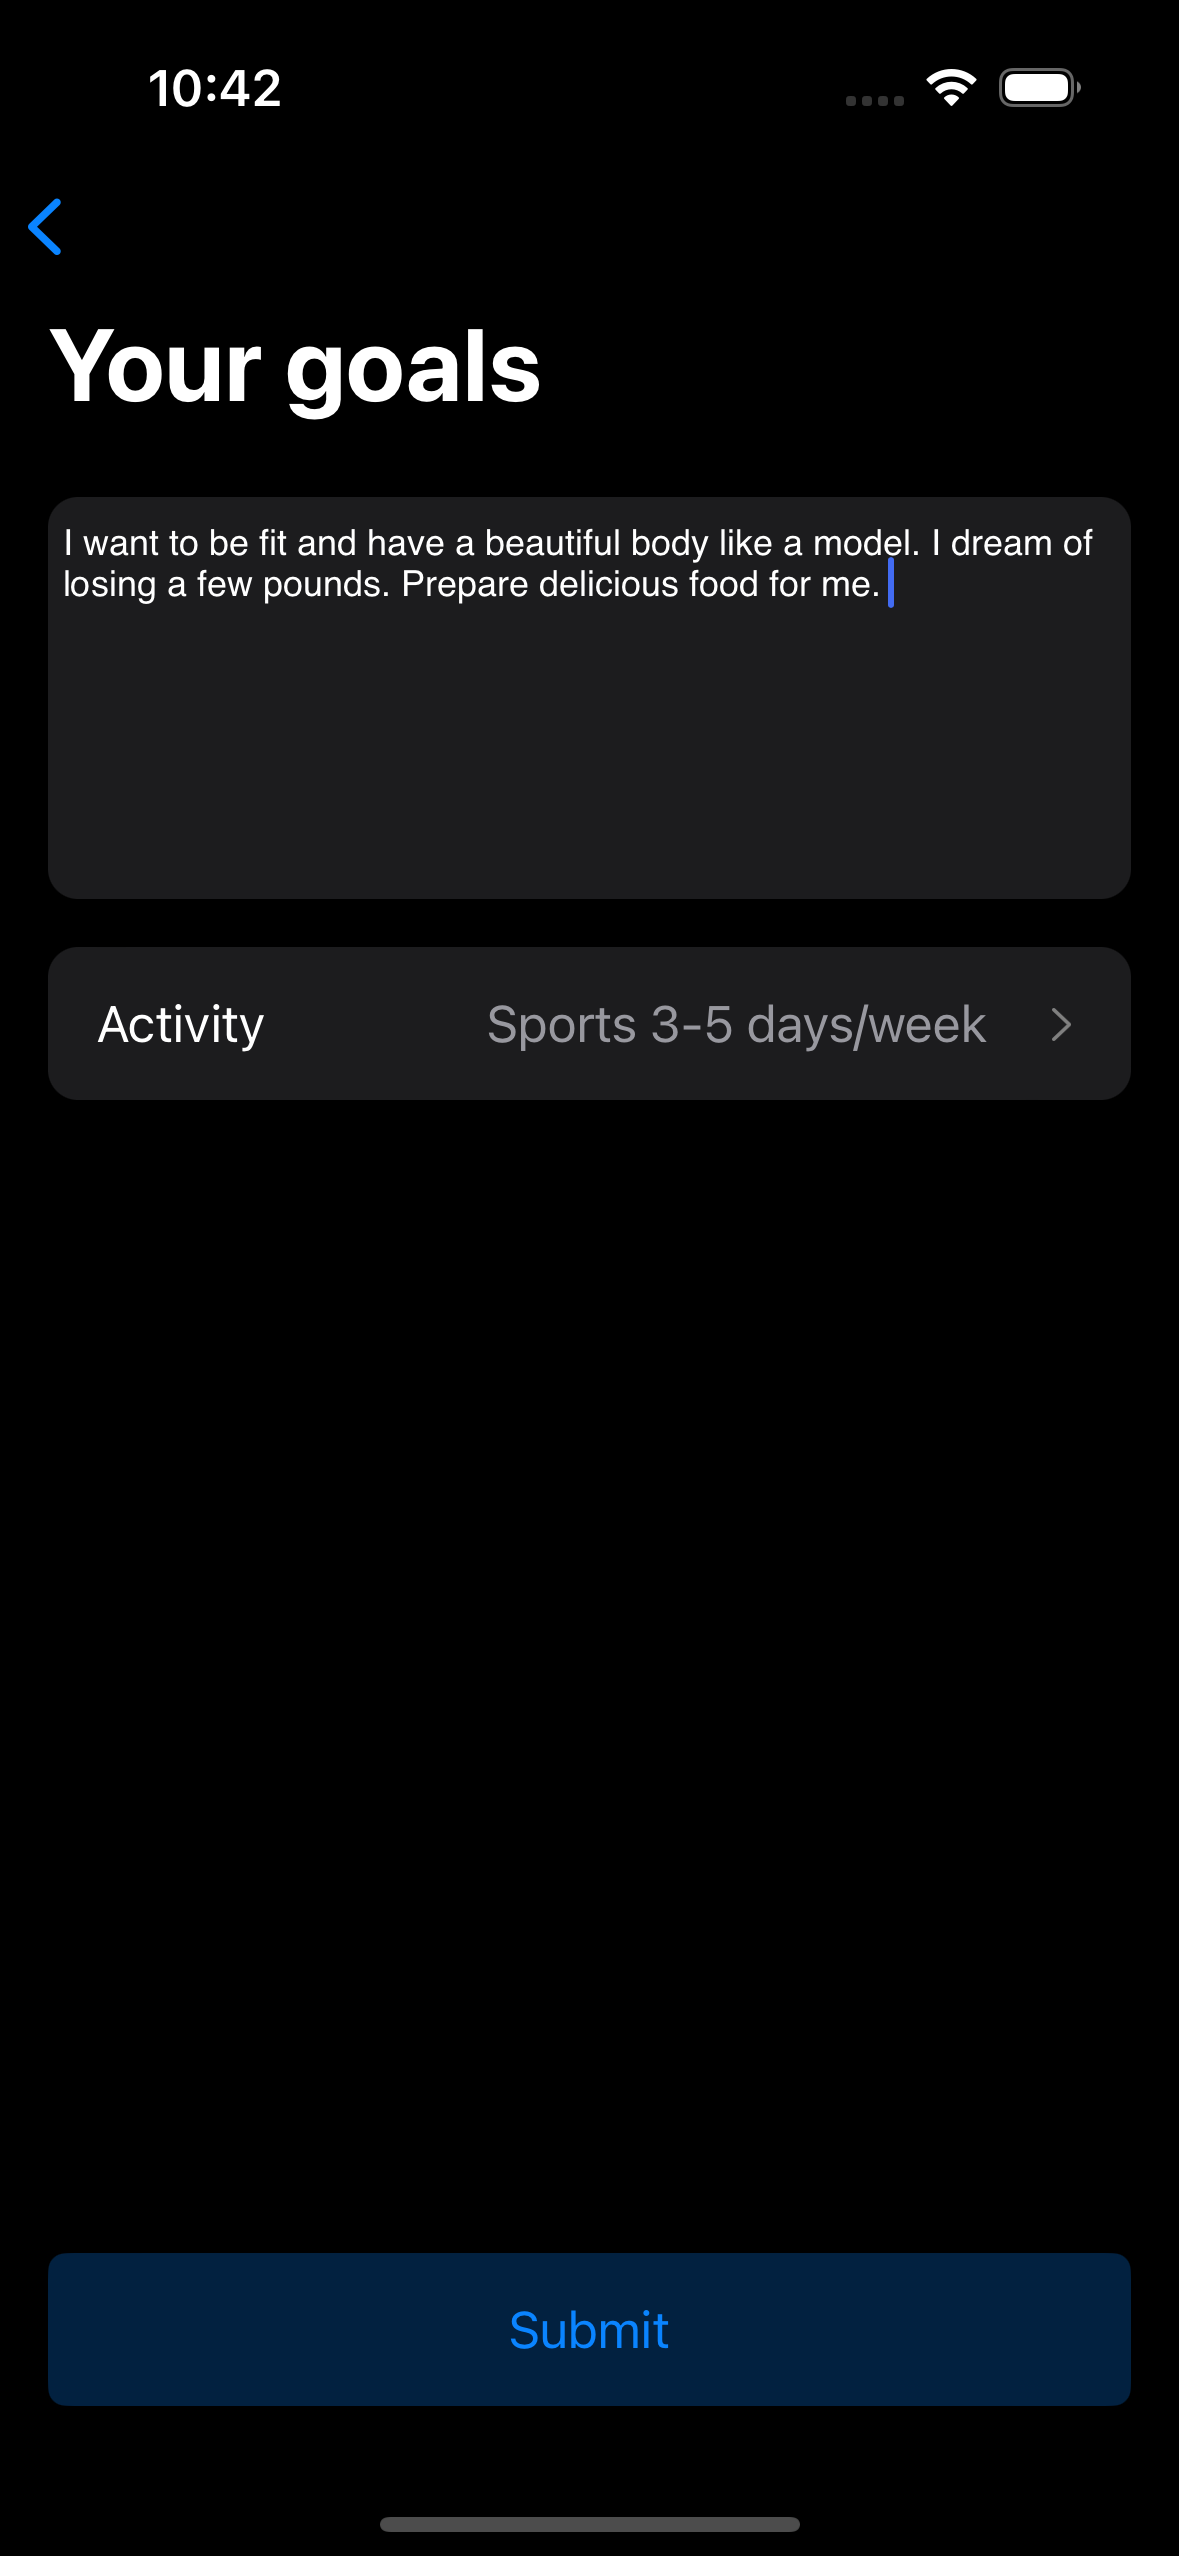 10:42
Your goals
I want to be fit and have a beautiful body like a model. I dream of
losing a few pounds. Prepare delicious food for me.
Activity Sports 3-5 days/week
Submit